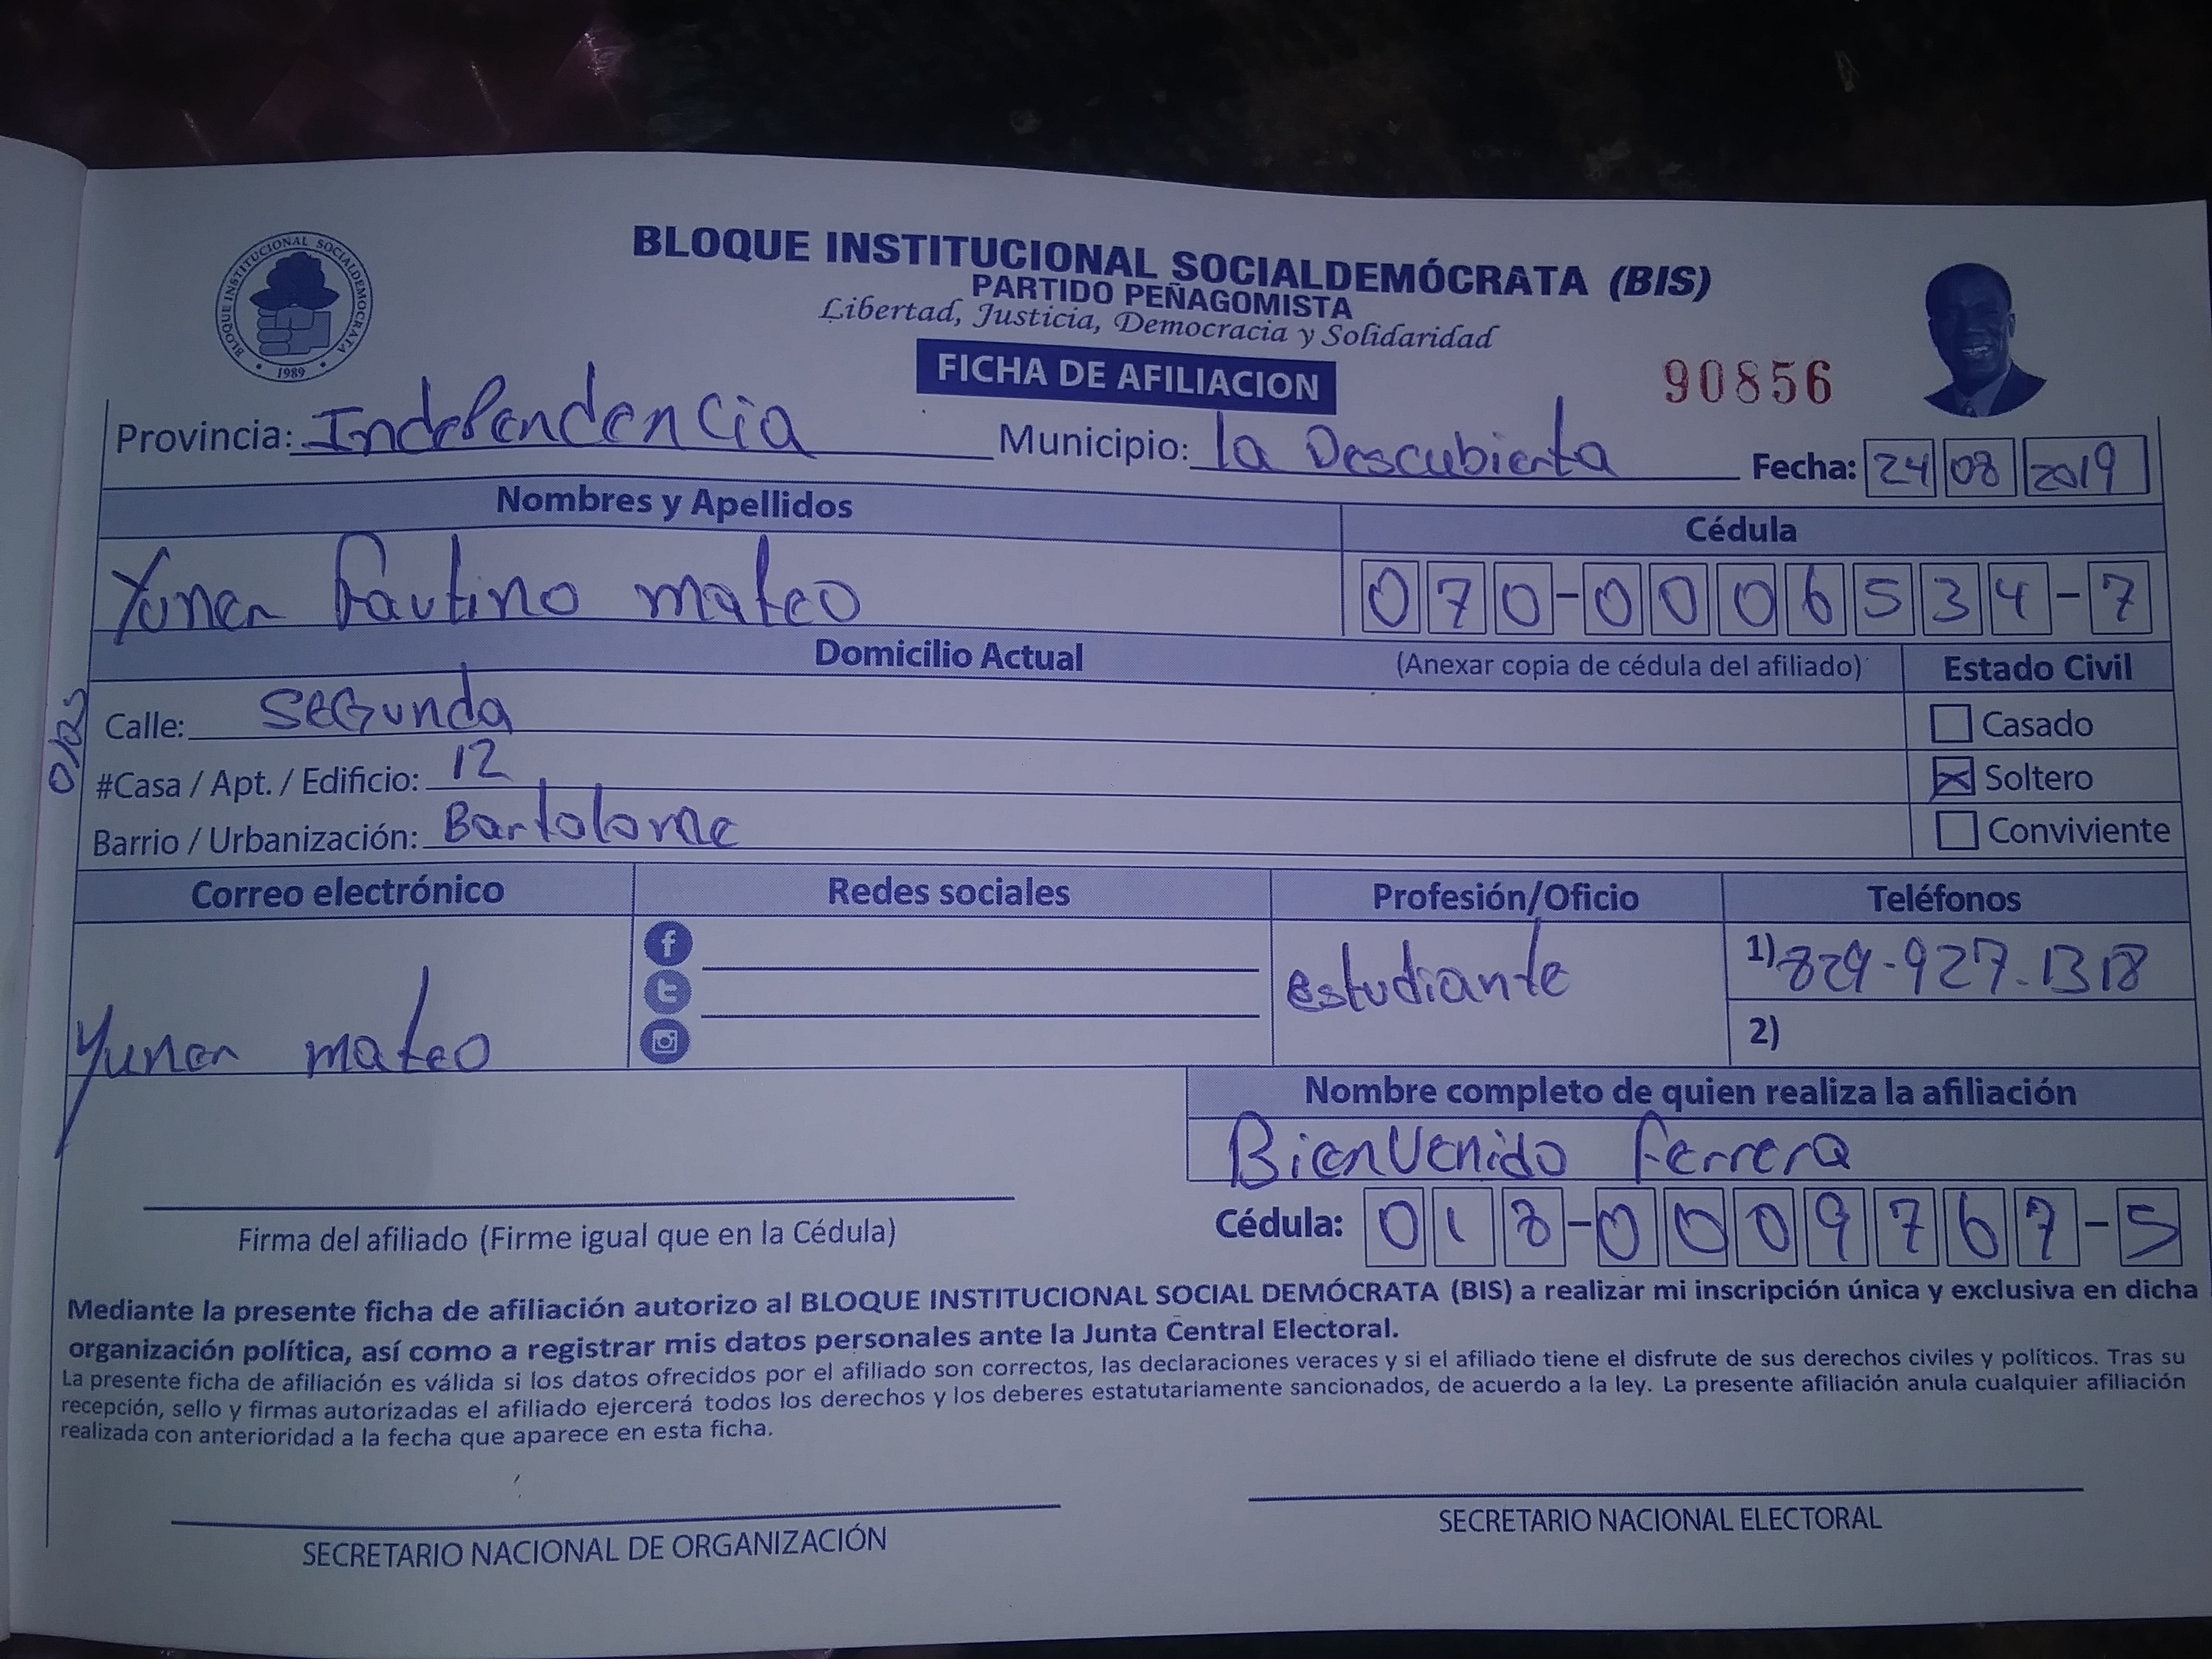 BLOQUE INSTITUCIONAL SOCIALDEMOCRATA
1989
BLOQUE INSTITUCIONAL SOCIALDEMÓCRATA (BIS)
PARTIDO PEÑAGOMISTA
Libertad, Justicia, Democracia y Solidaridad
FICHA DE AFILIACION
90856
Provincia: Independencia Municipio: la Descubierta Fecha: 24 08 2019
Nombres y Apellidos Cédula
Yuner Fautino mateo 070-0006534-7
Domicilio Actual (Anexar copia de cédula del afiliado) Estado Civil
Calle: Segunda Casado
#Casa / Apt. / Edificio: 12 Soltero
Barrio / Urbanización: Bartolome Conviviente
Correo electrónico Redes sociales Profesión/Oficio Teléfonos
Yuner mateo estudiante 1) 829-927-1318
2)
Nombre completo de quien realiza la afiliación
Bienvenido Ferrera
Firma del afiliado (Firme igual que en la Cédula) Cédula: 018-0009767-5
Mediante la presente ficha de afiliación autorizo al BLOQUE INSTITUCIONAL SOCIAL DEMÓCRATA (BIS) a realizar mi inscripción única y exclusiva en dicha
organización política, así como a registrar mis datos personales ante la Junta Central Electoral.
La presente ficha de afiliación es válida si los datos ofrecidos por el afiliado son correctos, las declaraciones veraces y si el afiliado tiene el disfrute de sus derechos civiles y políticos. Tras su
recepción, sello y firmas autorizadas el afiliado ejercerá todos los derechos y los deberes estatutariamente sancionados, de acuerdo a la ley. La presente afiliación anula cualquier afiliación
realizada con anterioridad a la fecha que aparece en esta ficha.
SECRETARIO NACIONAL DE ORGANIZACIÓN SECRETARIO NACIONAL ELECTORAL